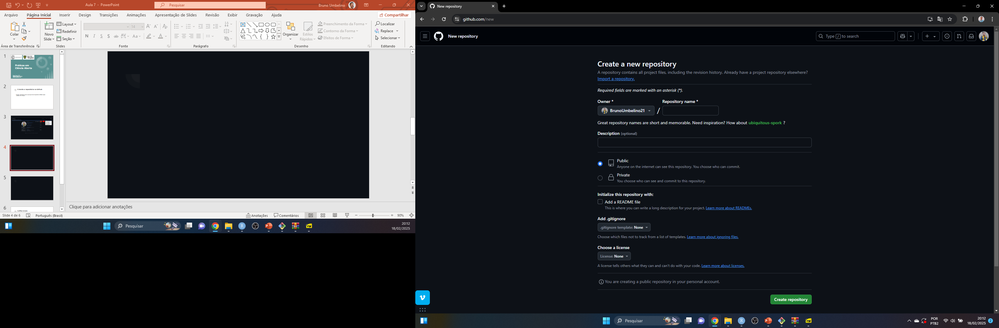 Aula 7 - PowerPoint
Pesquisar
Bruno Umbelino
Arquivo
Página Inicial
Inserir
Design
Transições
Animações
Apresentação de Slides
Revisão
Exibir
Gravação
Ajuda
Compartilhar
Colar
Novo
Slide
Layout
Redefinir
Seção
14
N I S S ab AV Aa
Organizar
Estilos
Rápidos
Preenchimento da Forma
Contorno da Forma
Efeitos de Forma
Localizar
Replace
Selecionar
Área de Transferência
Slides
Fonte
Parágrafo
Desenho
Editando
1
Práticas em
Ciência Aberta
2
Criando o repositório no Github
3
4
5
6
Coffee break
Clique para adicionar anotações
Slide 4 de 6
Português (Brasil)
Anotações
Comentários
90%
Pesquisar
20:12
18/02/2025
New repository
github.com/new
New repository
Type / to search
Create a new repository
A repository contains all project files, including the revision history. Already have a project repository elsewhere?
Import a repository.
Required fields are marked with an asterisk (*).
Owner *
Repository name *
BrunoUmbelino21
/
Great repository names are short and memorable. Need inspiration? How about ubiquitous-spork ?
Description (optional)
Public
Anyone on the internet can see this repository. You choose who can commit.
Private
You choose who can see and commit to this repository.
Initialize this repository with:
Add a README file
This is where you can write a long description for your project. Learn more about READMEs.
Add .gitignore
.gitignore template: None
Choose which files not to track from a list of templates. Learn more about ignoring files.
Choose a license
License: None
A license tells others what they can and can't do with your code. Learn more about licenses.
You are creating a public repository in your personal account.
Create repository
Pesquisar
POR
PTB2
20:12
18/02/2025
2